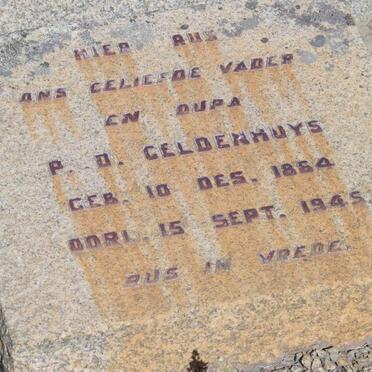 HIER RUS
ONS GELIEFDE VADER
EN OUPA
P. D. GELDENHUYS
GEB. 10 DES. 1864
OORL. 15 SEPT. 1945.
RUS IN VREDE.